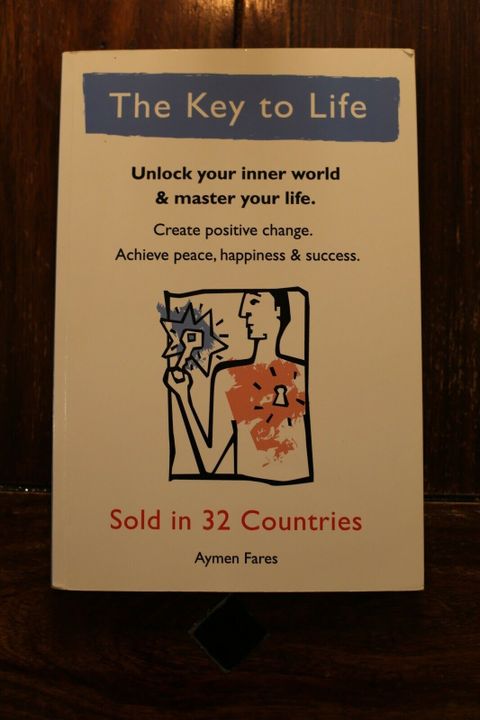 The Key to Life
Unlock your inner world
& master your life.
Create positive change.
Achieve peace, happiness & success.
Sold in 32 Countries
Aymen Fares